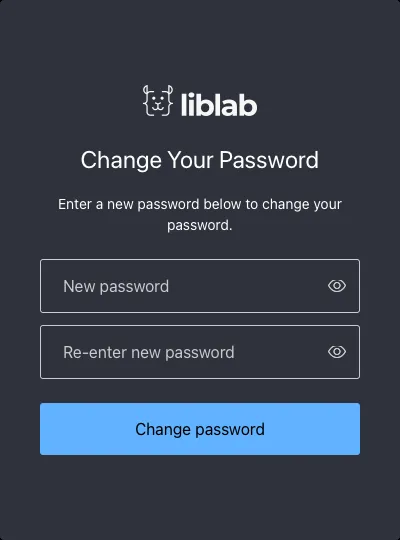 liblab
Change Your Password
Enter a new password below to change your
password.
New password
Re-enter new password
Change password